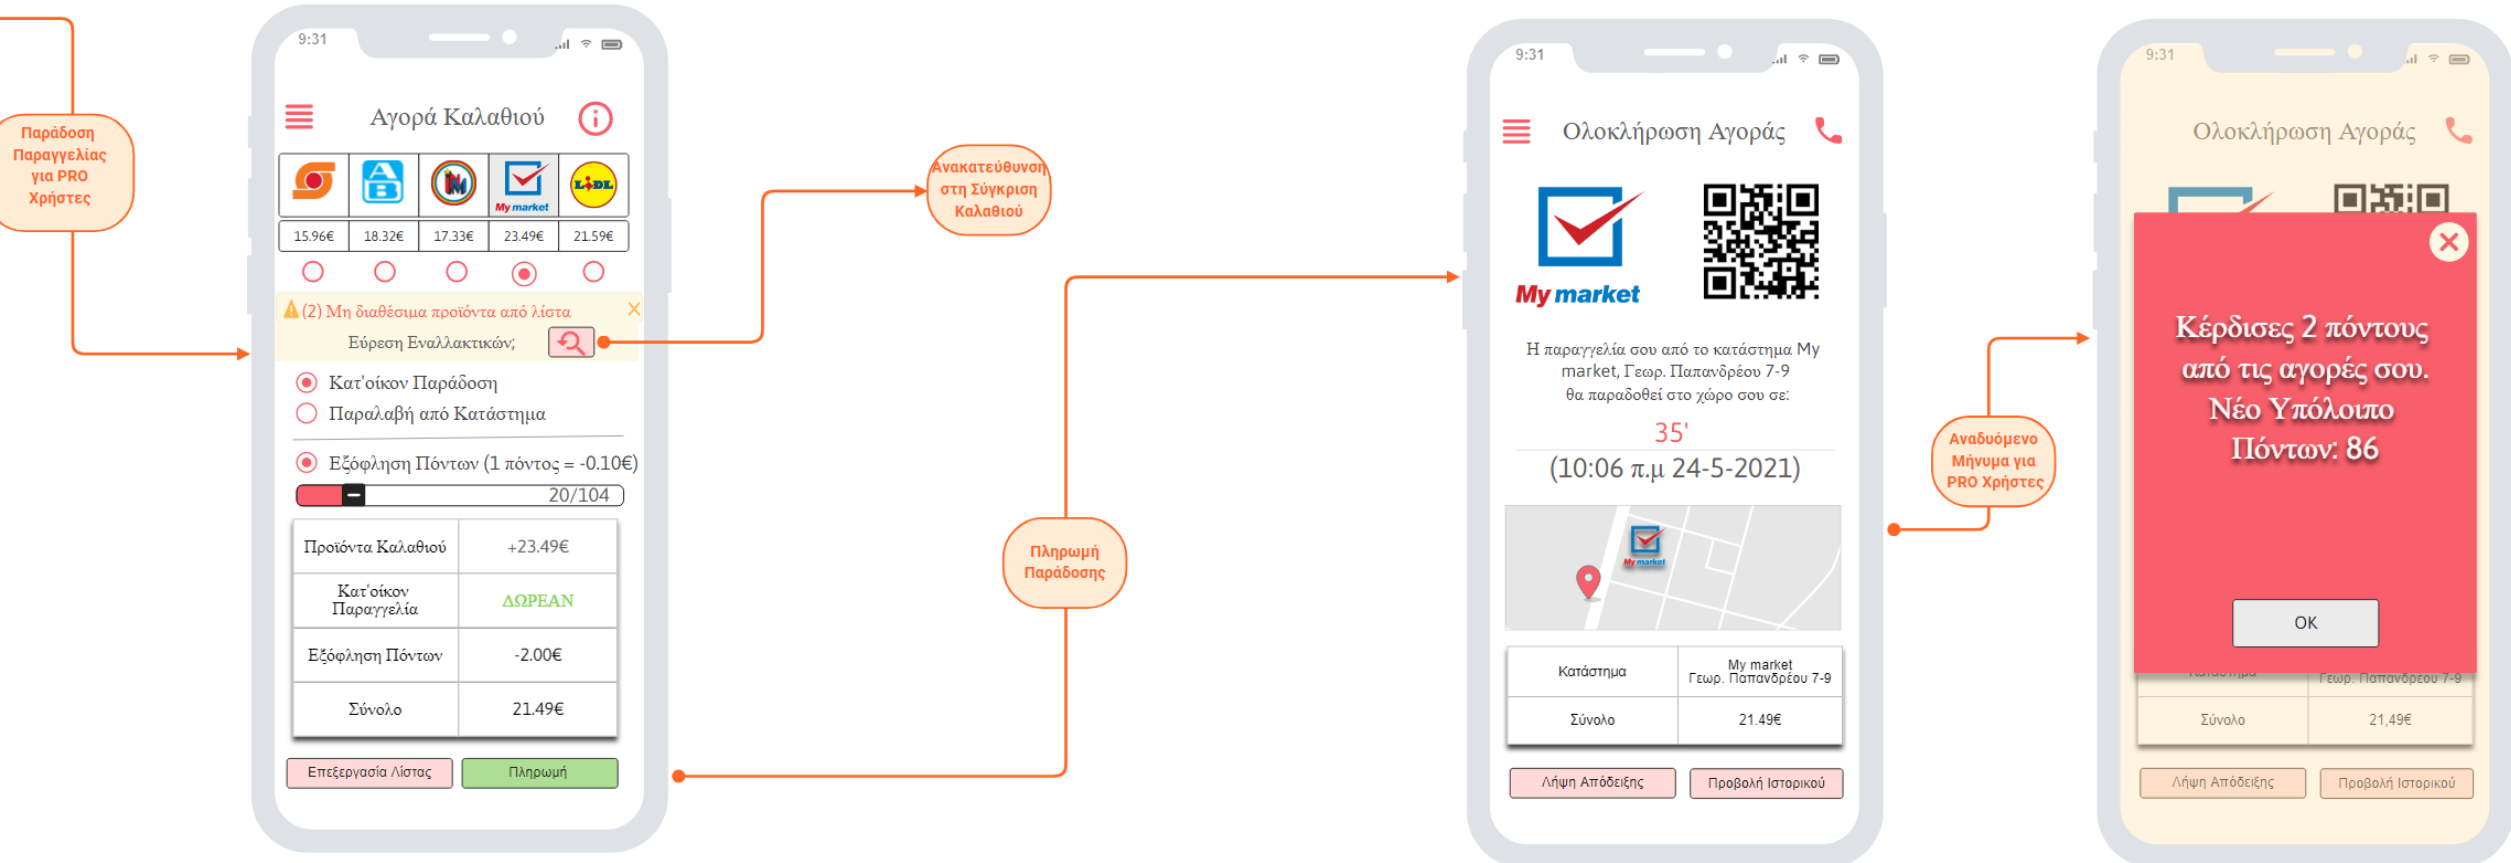 Παράδοση
Παραγγελίας
για PRO
Χρήστες
9:31
Αγορά Καλαθιού
AB
M
My market
LiDL
15.96€
18.32€
17.33€
23.49€
21.59€
(2) Μη διαθέσιμα προϊόντα από λίστα
Εύρεση Εναλλακτικών;
Κατ'οίκον Παράδοση
Παραλαβή από Κατάστημα
Εξόφληση Πόντων (1 πόντος = -0.10€)
20/104
Προϊόντα Καλαθιού
+23.49€
Κατ'οίκον
Παραγγελία
ΔΩΡΕΑΝ
Εξόφληση Πόντων
-2.00€
Σύνολο
21.49€
Επεξεργασία Λίστας
Πληρωμή
Ανακατεύθυνση
στη Σύγκριση
Καλαθιού
Πληρωμή
Παράδοσης
9:31
Ολοκλήρωση Αγοράς
My market
Η παραγγελία σου από το κατάστημα My
market, Γεωρ. Παπανδρέου 7-9
θα παραδοθεί στο χώρο σου σε:
35'
(10:06 π.μ 24-5-2021)
My market
Κατάστημα
My market
Γεωρ. Παπανδρέου 7-9
Σύνολο
21.49€
Λήψη Απόδειξης
Προβολή Ιστορικού
Αναδυόμενο
Μήνυμα για
PRO Χρήστες
9:31
Ολοκλήρωση Αγοράς
Κέρδισες 2 πόντους
από τις αγορές σου.
Νέο Υπόλοιπο
Πόντων: 86
OK
Κατάστημα
Γεωρ. Παπανδρέου 7-9
Σύνολο
21,49€
Λήψη Απόδειξης
Προβολή Ιστορικού